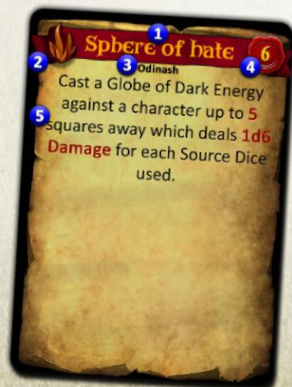 1
Sphere of hate 6
2 3 4
Odinash
Cast a Globe of Dark Energy
against a character up to 5
5 squares away which deals 1d6
Damage for each Source Dice
used.